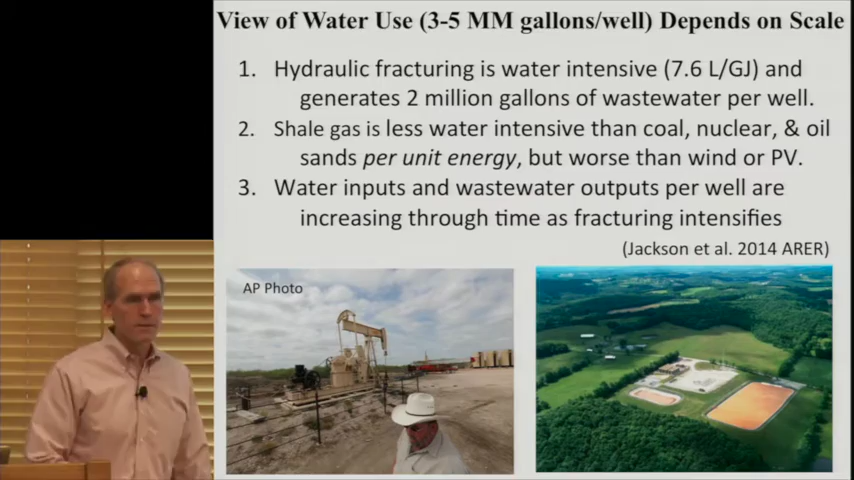 View of Water Use (3-5 MM gallons/well) Depends on Scale
1. Hydraulic fracturing is water intensive (7.6 L/GJ) and
generates 2 million gallons of wastewater per well.
2. Shale gas is less water intensive than coal, nuclear, & oil
sands per unit energy, but worse than wind or PV.
3. Water inputs and wastewater outputs per well are
increasing through time as fracturing intensifies
(Jackson et al. 2014 ARER)
AP Photo